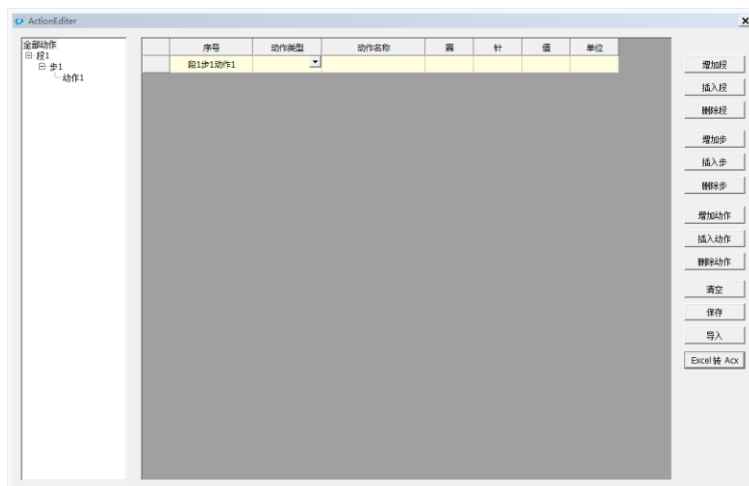 ActionEditer
全部动作
段1
步1
动作1
序号 动作类型 动作名称 圈 针 值 单位
段1步1动作1
增加段
插入段
删除段
增加步
插入步
删除步
增加动作
插入动作
删除动作
清空
保存
导入
Excel 转 Acx